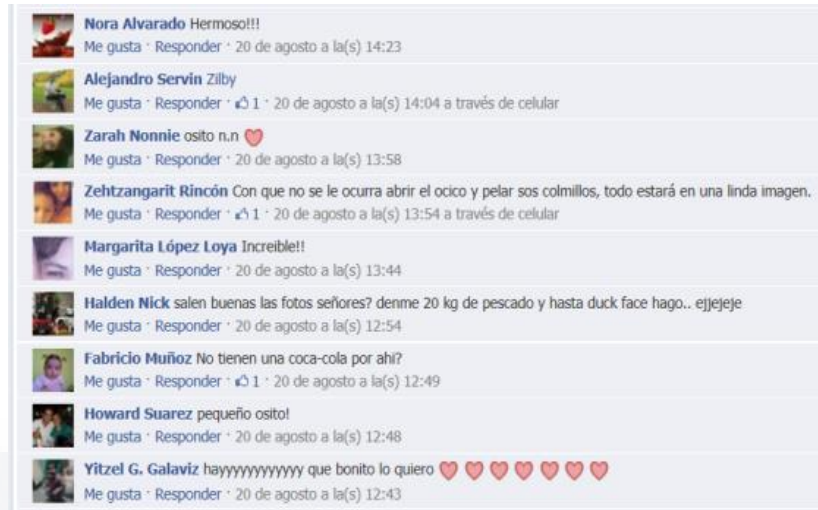 Nora Alvarado Hermoso!!!
Me gusta · Responder · 20 de agosto a la(s) 14:23
Alejandro Servin Zilby
Me gusta · Responder · 1 · 20 de agosto a la(s) 14:04 a través de celular
Zarah Nonnie osito n.n
Me gusta · Responder · 20 de agosto a la(s) 13:58
Zehtzangarit Rincón Con que no se le ocurra abrir el ocico y pelar sos colmillos, todo estará en una linda imagen.
Me gusta · Responder · 1 · 20 de agosto a la(s) 13:54 a través de celular
Margarita López Loya Increible!!
Me gusta · Responder · 20 de agosto a la(s) 13:44
Halden Nick salen buenas las fotos señores? denme 20 kg de pescado y hasta duck face hago.. ejjejeje
Me gusta · Responder · 20 de agosto a la(s) 12:54
Fabricio Muñoz No tienen una coca-cola por ahi?
Me gusta · Responder · 1 · 20 de agosto a la(s) 12:49
Howard Suarez pequeño osito!
Me gusta · Responder · 20 de agosto a la(s) 12:48
Yitzel G. Galaviz hayyyyyyyyyyyy que bonito lo quiero
Me gusta · Responder · 20 de agosto a la(s) 12:43